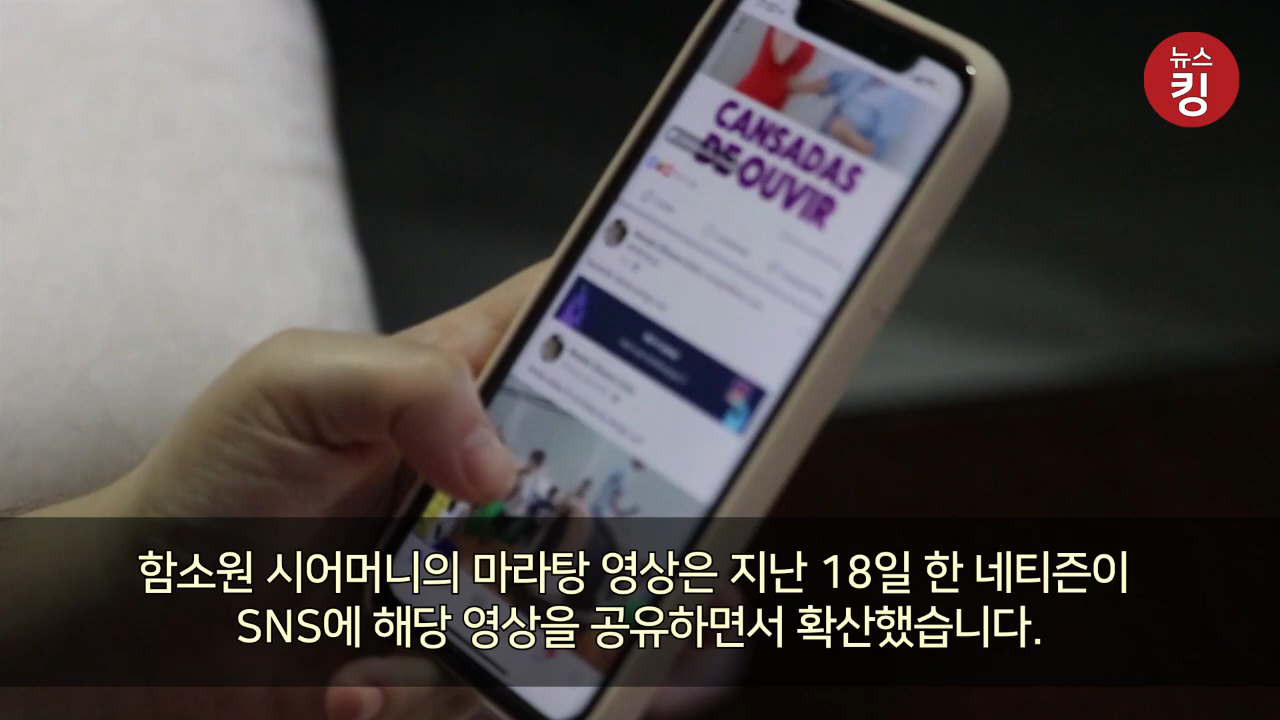 뉴스
킹
CANSADAS
DE OUVIR
함소원 시어머니의 마라탕 영상은 지난 18일 한 네티즌이
SNS에 해당 영상을 공유하면서 확산했습니다.